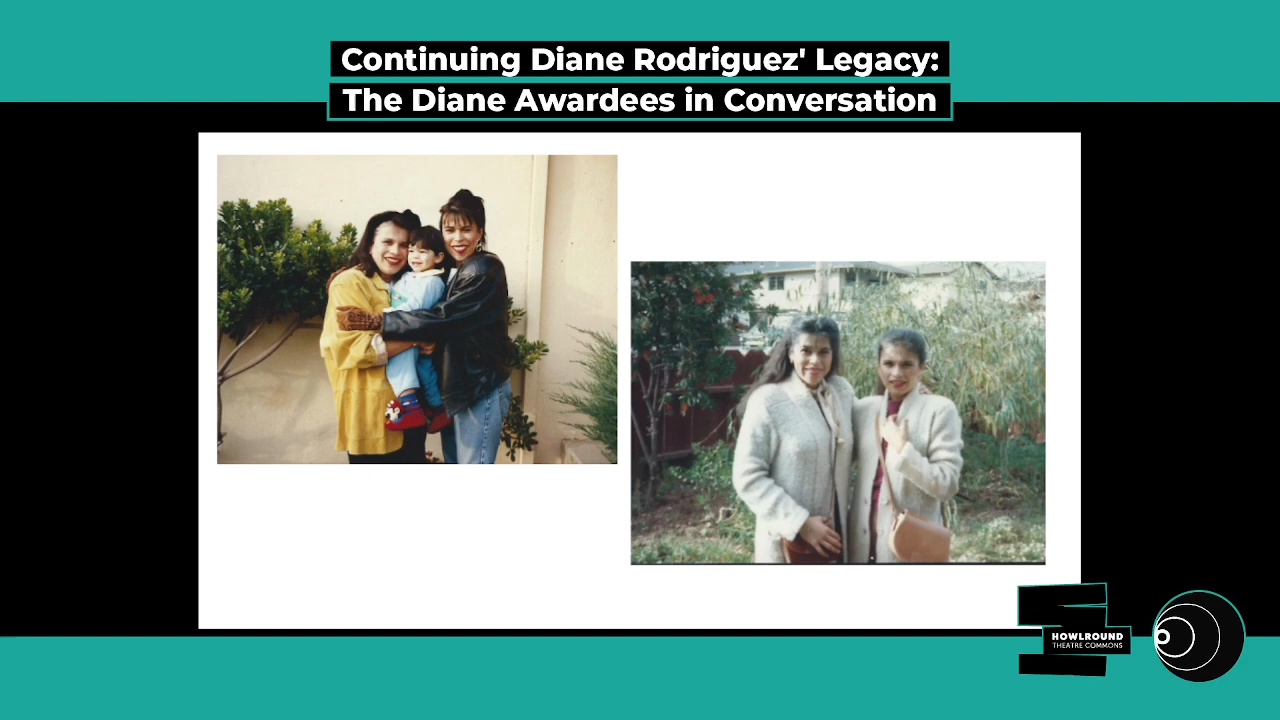 Continuing Diane Rodriguez' Legacy:
The Diane Awardees in Conversation
HOWLROUND
THEATRE COMMONS